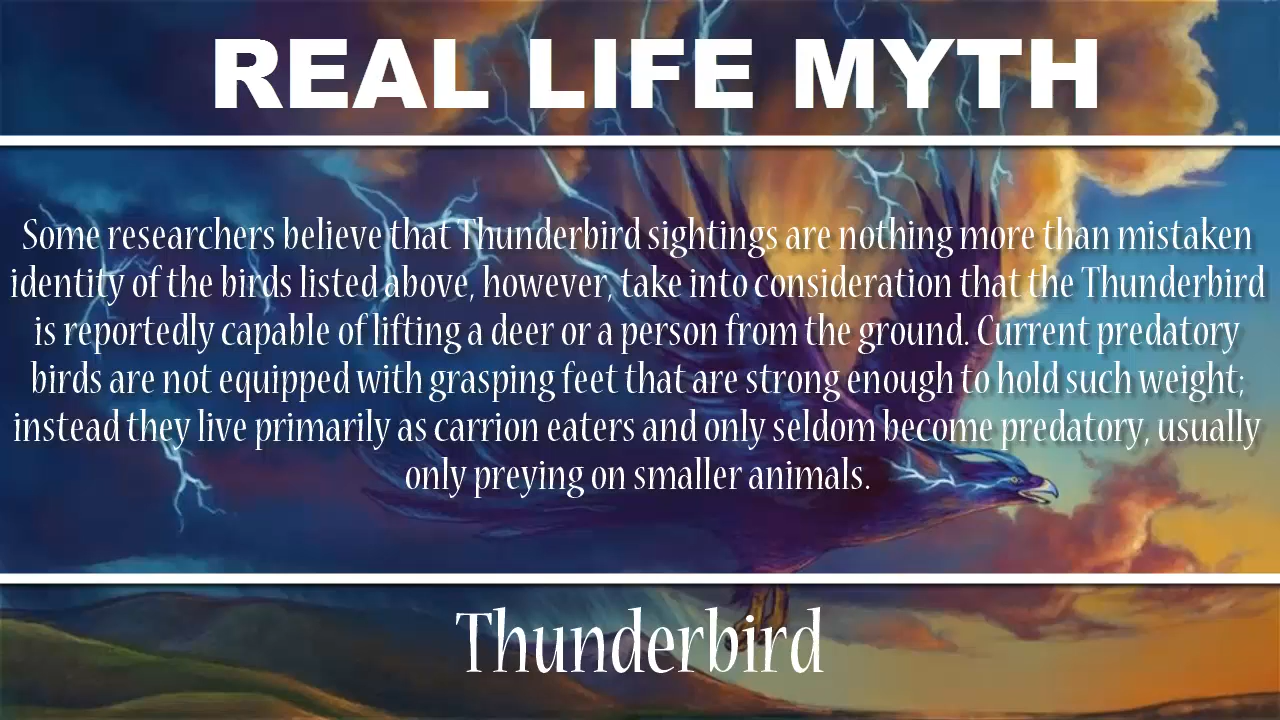 REAL LIFE MYTH
Some researchers believe that Thunderbird sightings are nothing more than mistaken
identity of the birds listed above, however, take into consideration that the Thunderbird
is reportedly capable of lifting a deer or a person from the ground. Current predatory
birds are not equipped with grasping feet that are strong enough to hold such weight;
instead they live primarily as carrion eaters and only seldom become predatory, usually
only preying on smaller animals.
Thunderbird